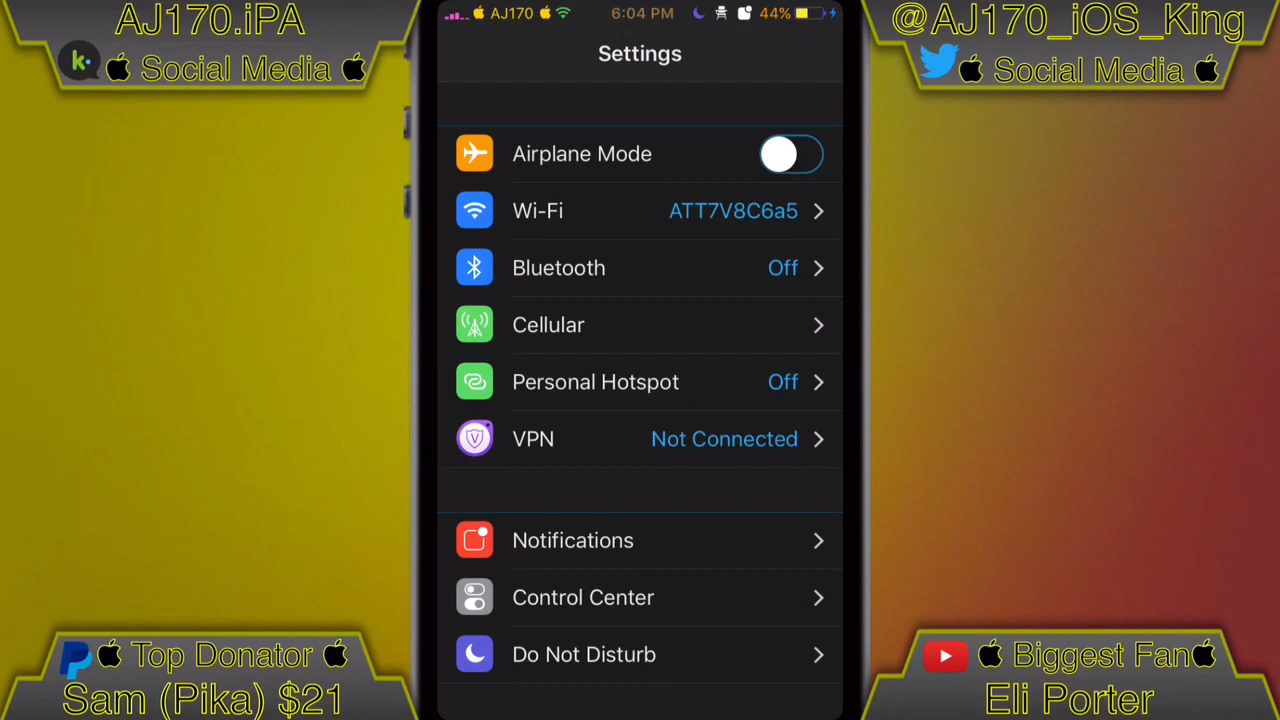 AJ170.iPA
Social Media
AJ170
6:04 PM
44%
@AJ170_iOS_King
Social Media
Settings
Airplane Mode
Wi-Fi ATT7V8C6a5
Bluetooth Off
Cellular
Personal Hotspot Off
VPN Not Connected
Notifications
Control Center
Do Not Disturb
Top Donator
Sam (Pika) $21
Biggest Fan
Eli Porter